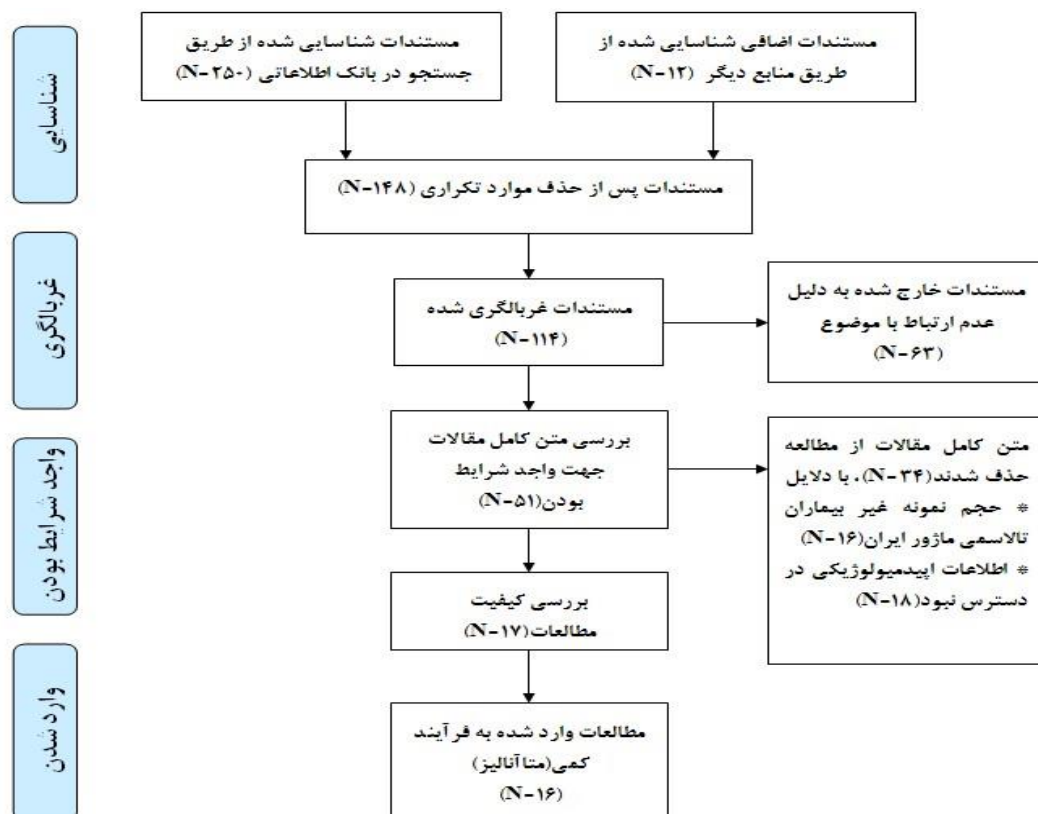 شناسایی
مستندات اضافی شناسایی شده از
طریق منابع دیگر (N-۱۲)
مستندات شناسایی شده از طریق
جستجو در بانک اطلاعاتی (N-۲۵۰)
مستندات پس از حذف موارد تکراری (N-۱۴۸)
غربالگری
مستندات غربالگری شده
(N-۱۱۴)
مستندات خارج شده به دلیل
عدم ارتباط با موضوع
(N-۶۳)
واجد شرایط بودن
بررسی متن کامل مقالات
جهت واجد شرایط
بودن(N-۵۱)
متن کامل مقالات از مطالعه
حذف شدند(N-۳۴)، با دلایل
* حجم نمونه غیر بیماران
تالاسمی ماژور ایران(N-۱۶)
* اطلاعات اپیدمیولوژیکی در
دسترس نبود(N-۱۸)
بررسی کیفیت
مطالعات(N-۱۷)
وارد شدن
مطالعات وارد شده به فرآیند
کمی(متاآنالیز)
(N-۱۶)